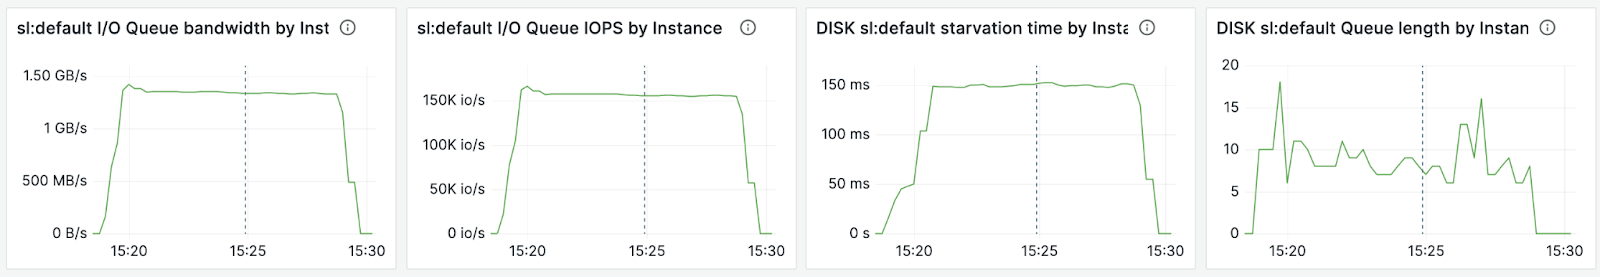 sl:default I/O Queue bandwidth by Inst
1.50 GB/s
1 GB/s
500 MB/s
0 B/s
15:20 15:25 15:30
sl:default I/O Queue IOPS by Instance
150K io/s
100K io/s
50K io/s
0 io/s
15:20 15:25 15:30
DISK sl:default starvation time by Insta
150 ms
100 ms
50 ms
0 s
15:20 15:25 15:30
DISK sl:default Queue length by Instan
20
15
10
5
0
15:20 15:25 15:30